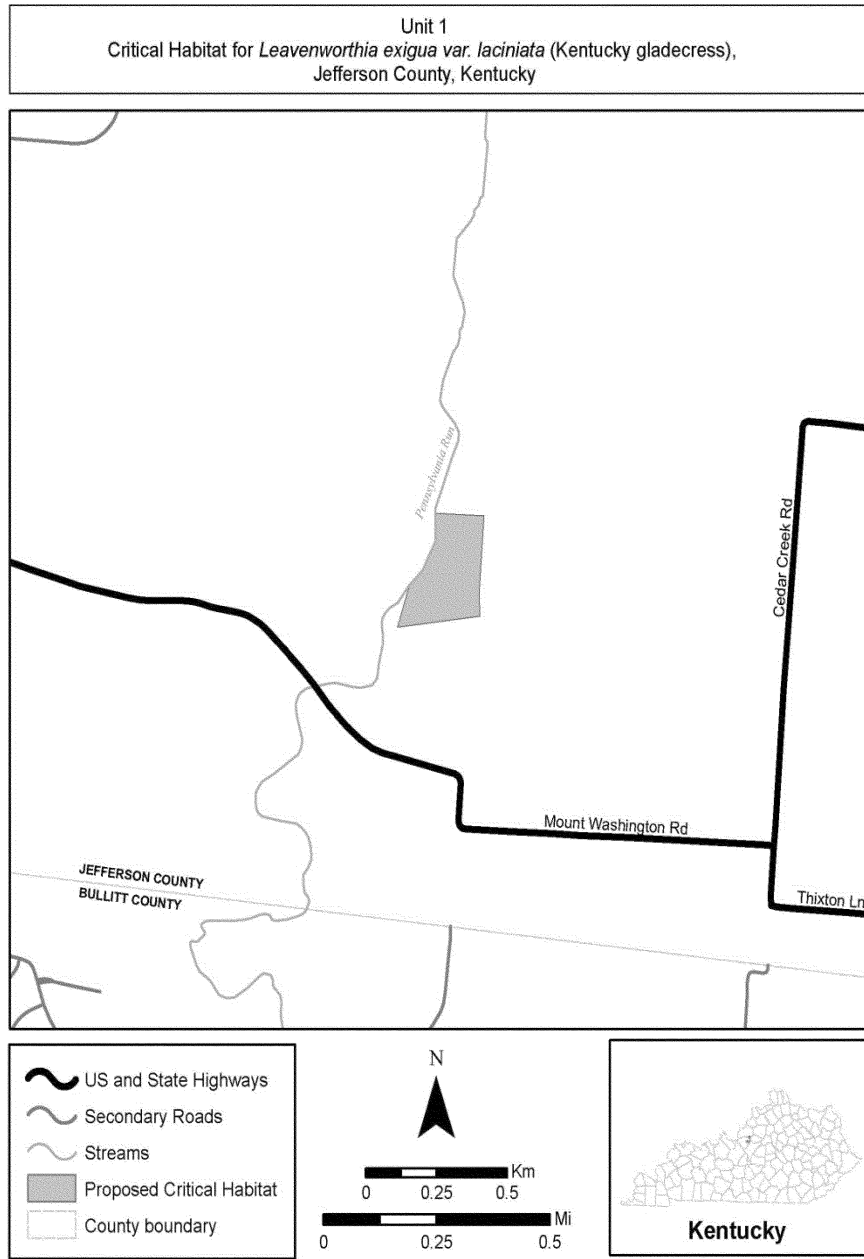 Unit 1
Critical Habitat for Leavenworthia exigua var. laciniata (Kentucky gladecress),
Jefferson County, Kentucky
Pennsylvania Run
Cedar Creek Rd
Mount Washington Rd
Thixton Ln
JEFFERSON COUNTY
BULLITT COUNTY
US and State Highways
Secondary Roads
Streams
Proposed Critical Habitat
County boundary
N
Km
0 0.25 0.5
Mi
0 0.25 0.5
Kentucky